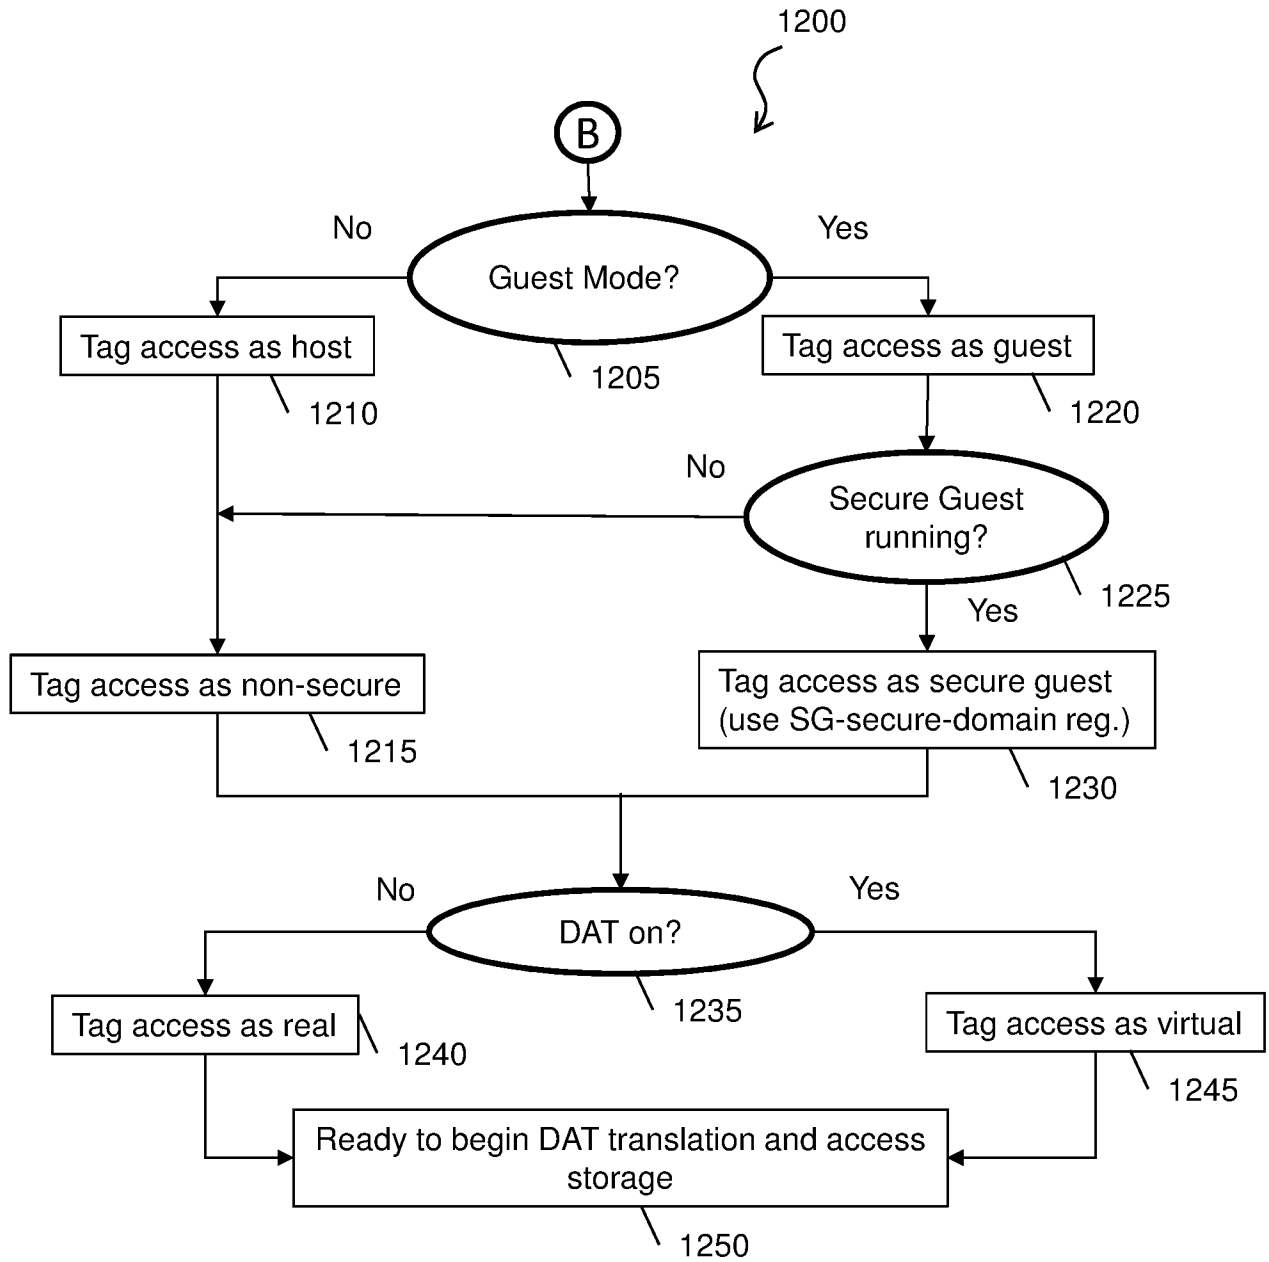 1200
B
No
Yes
Guest Mode?
Tag access as host
Tag access as guest
1205
1210
1220
No
Secure Guest
running?
1225
Yes
Tag access as non-secure
Tag access as secure guest
(use SG-secure-domain reg.)
1215
1230
No
Yes
DAT on?
1235
Tag access as real
Tag access as virtual
1240
1245
Ready to begin DAT translation and access
storage
1250